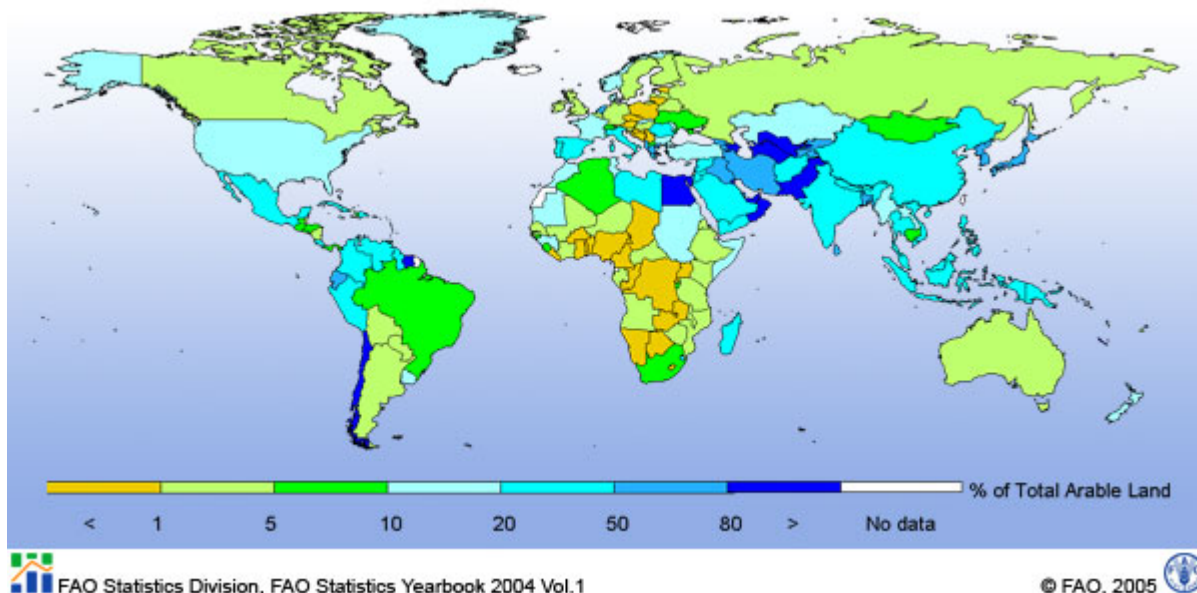 % of Total Arable Land
< 1 5 10 20 50 80 > No data
FAO Statistics Division, FAO Statistics Yearbook 2004 Vol.1
© FAO, 2005